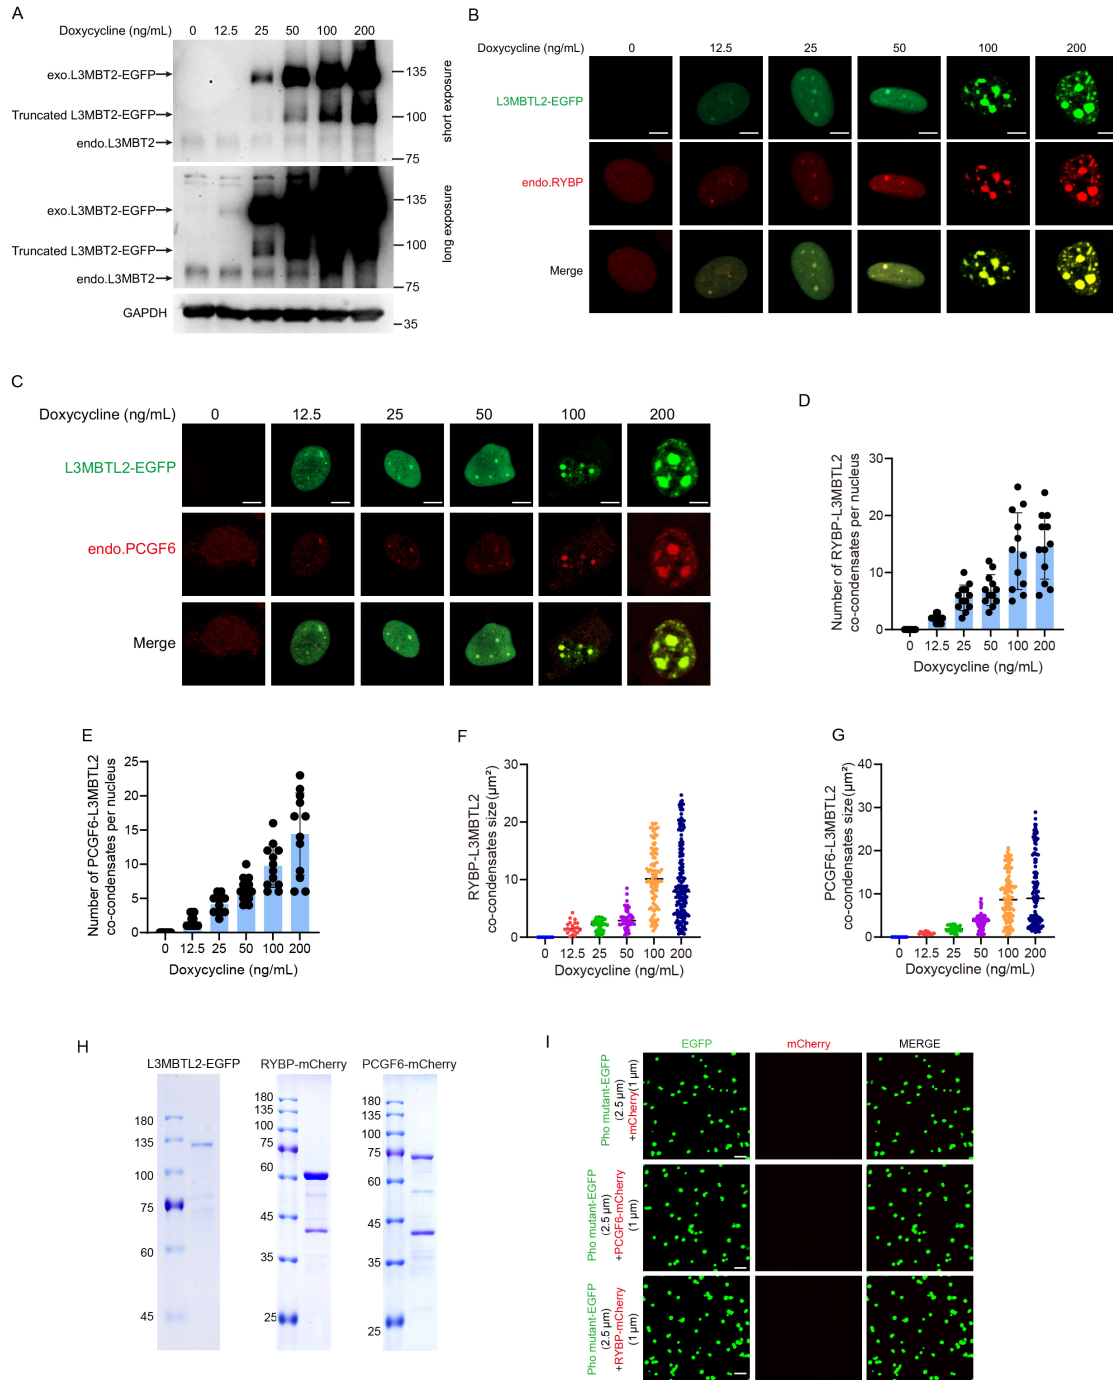 A
Doxycycline (ng/mL) 0 12.5 25 50 100 200
exo.L3MBT2-EGFP
Truncated L3MBT2-EGFP
endo.L3MBT2
135
100
75
short exposure
exo.L3MBT2-EGFP
Truncated L3MBT2-EGFP
endo.L3MBT2
135
100
75
long exposure
GAPDH
35
B
Doxycycline (ng/mL) 0 12.5 25 50 100 200
L3MBTL2-EGFP
endo.RYBP
Merge
C
Doxycycline (ng/mL) 0 12.5 25 50 100 200
L3MBTL2-EGFP
endo.PCGF6
Merge
D
Number of RYBP-L3MBTL2
co-condensates per nucleus
30
20
10
0
0 12.5 25 50 100 200
Doxycycline (ng/mL)
E
Number of PCGF6-L3MBTL2
co-condensates per nucleus
25
20
15
10
5
0
0 12.5 25 50 100 200
Doxycycline (ng/mL)
F
RYBP-L3MBTL2
co-condensates size (μm²)
30
20
10
0
0 12.5 25 50 100 200
Doxycycline (ng/mL)
G
PCGF6-L3MBTL2
co-condensates size (μm²)
40
30
20
10
0
0 12.5 25 50 100 200
Doxycycline (ng/mL)
H
L3MBTL2-EGFP
180
135
100
75
60
45
RYBP-mCherry
180
135
100
75
60
45
35
25
PCGF6-mCherry
180
135
100
75
60
45
35
25
I
EGFP mCherry MERGE
Pho mutant-EGFP
(2.5 μm)
+mCherry(1 μm)
Pho mutant-EGFP
(2.5 μm)
+PCGF6-mCherry
(1 μm)
Pho mutant-EGFP
(2.5 μm)
+RYBP-mCherry
(1 μm)